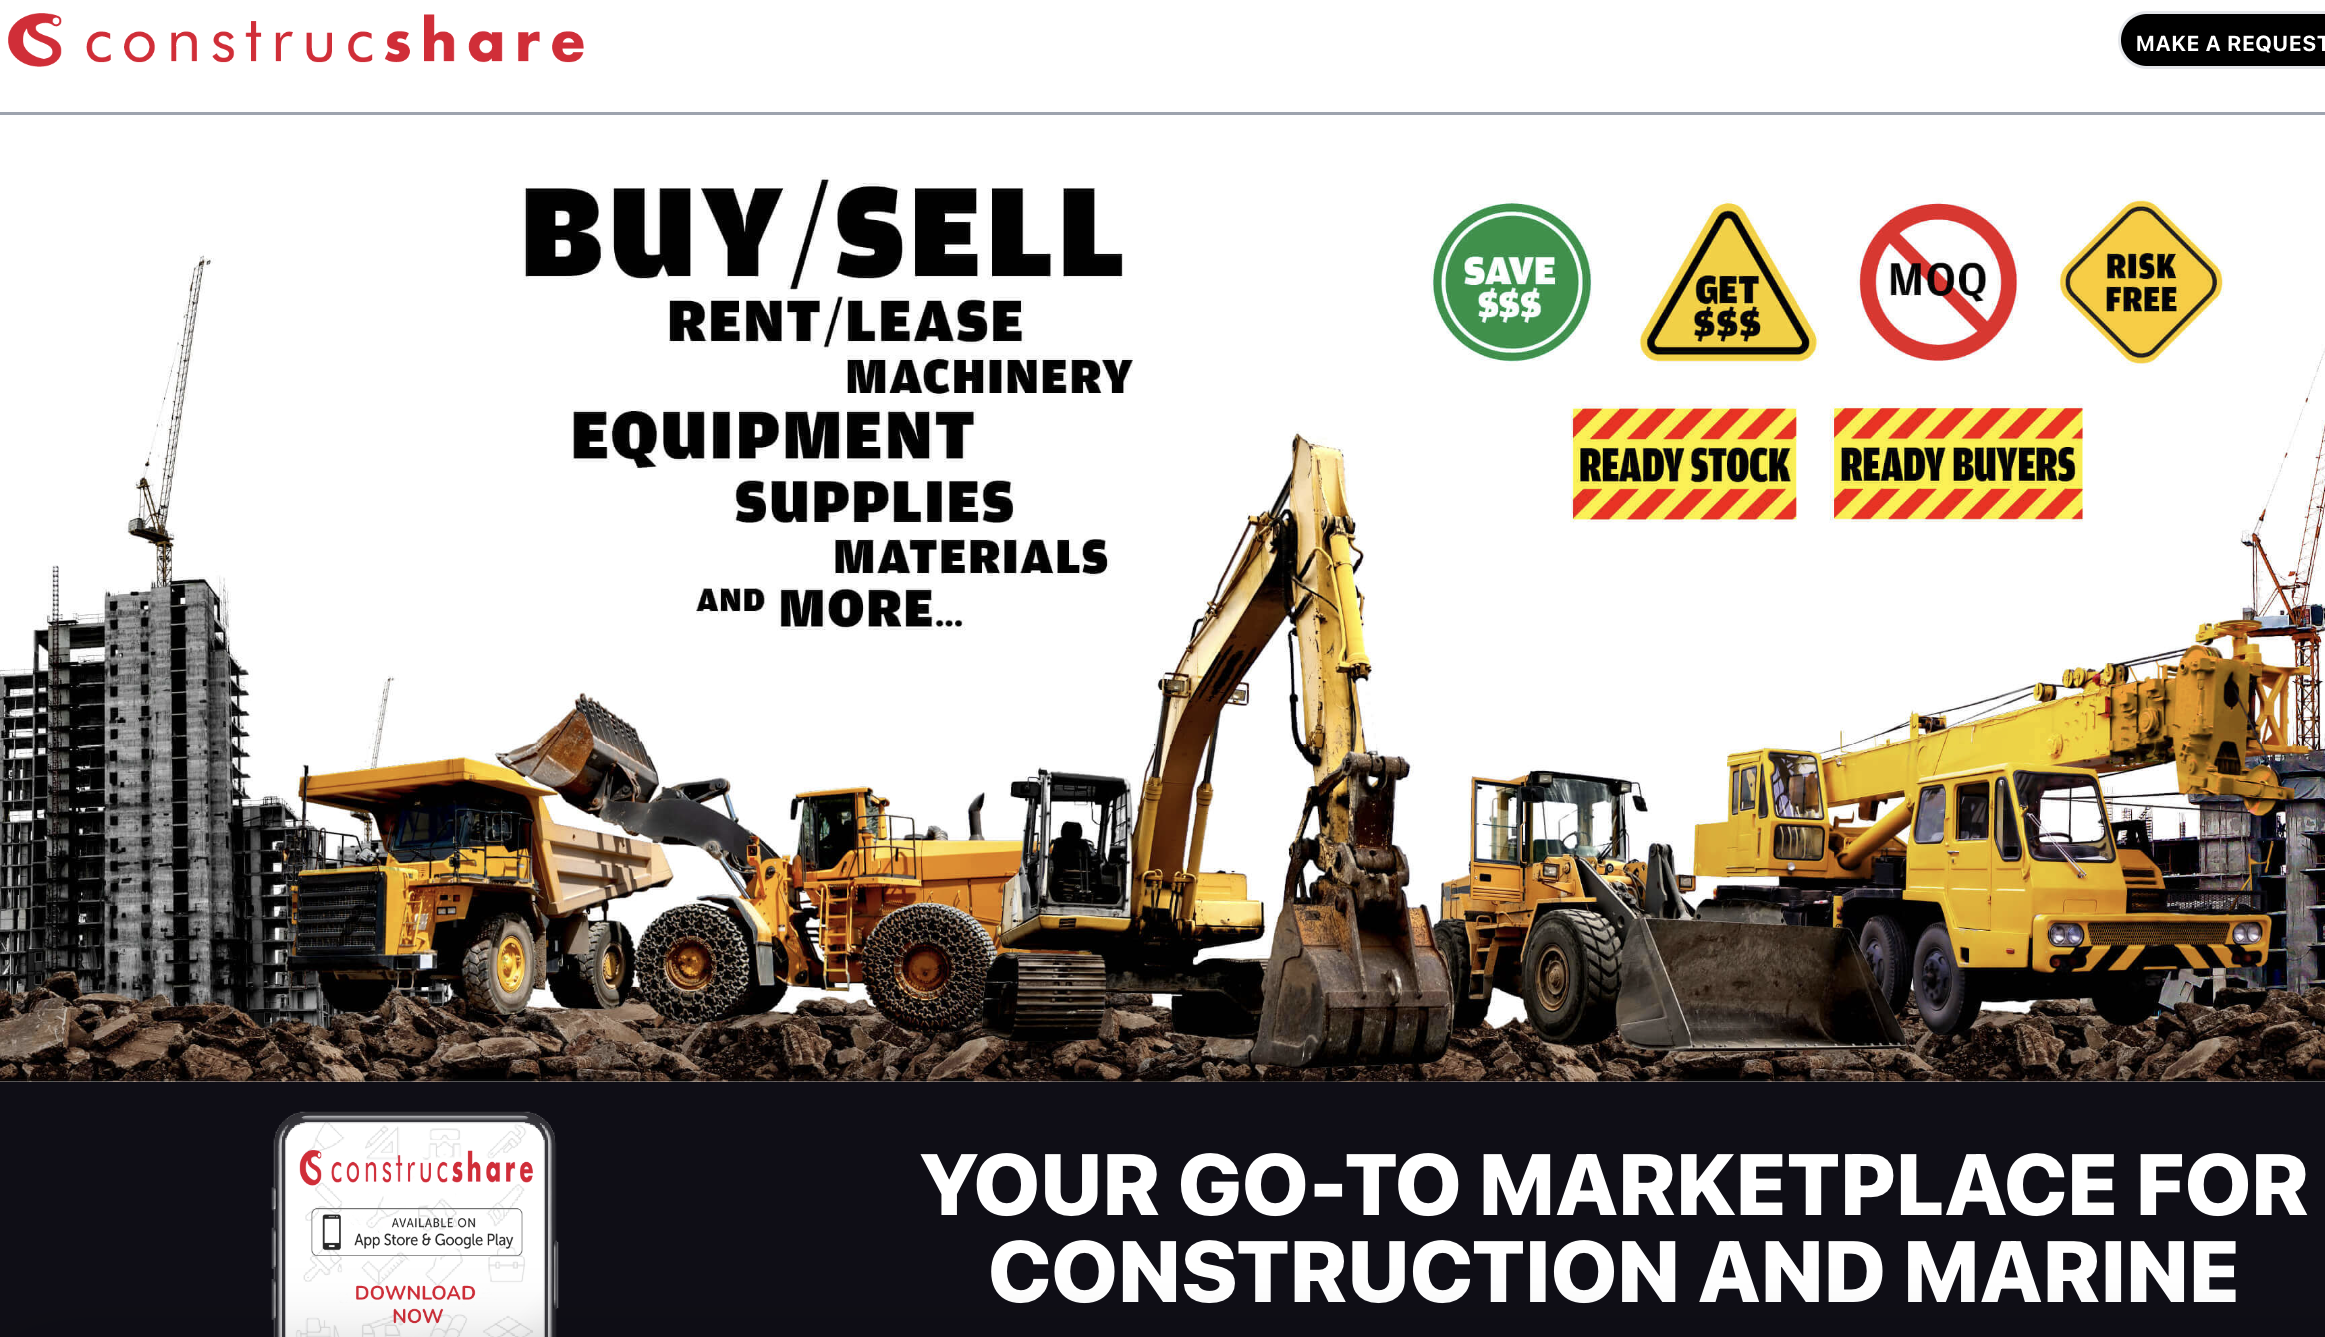 construcshare
MAKE A REQUEST
BUY/SELL
RENT/LEASE
MACHINERY
EQUIPMENT
SUPPLIES
MATERIALS
AND MORE...
SAVE
$$$
GET
$$$
MOQ
RISK
FREE
READY STOCK
READY BUYERS
construcshare
AVAILABLE ON
App Store & Google Play
DOWNLOAD
NOW
YOUR GO-TO MARKETPLACE FOR
CONSTRUCTION AND MARINE